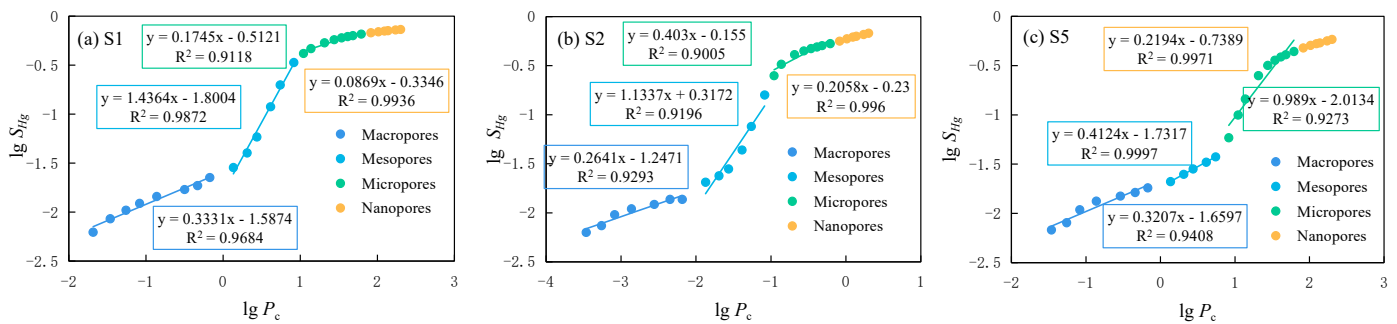 (a) S1
y = 0.1745x - 0.5121
R² = 0.9118
y = 0.0869x - 0.3346
R² = 0.9936
y = 1.4364x - 1.8004
R² = 0.9872
y = 0.3331x - 1.5874
R² = 0.9684
Macropores
Mesopores
Micropores
Nanopores
0
-0.5
-1
-1.5
-2
-2.5
lg S_Hg
-2 -1 0 1 2 3
lg P_c
(b) S2
y = 0.403x - 0.155
R² = 0.9005
y = 0.2058x - 0.23
R² = 0.996
y = 1.1337x + 0.3172
R² = 0.9196
y = 0.2641x - 1.2471
R² = 0.9293
Macropores
Mesopores
Micropores
Nanopores
0
-0.5
-1
-1.5
-2
-2.5
lg S_Hg
-4 -3 -2 -1 0 1
lg P_c
(c) S5
y = 0.2194x - 0.7389
R² = 0.9971
y = 0.989x - 2.0134
R² = 0.9273
y = 0.4124x - 1.7317
R² = 0.9997
y = 0.3207x - 1.6597
R² = 0.9408
Macropores
Mesopores
Micropores
Nanopores
0
-0.5
-1
-1.5
-2
-2.5
lg S_Hg
-2 -1 0 1 2 3
lg P_c